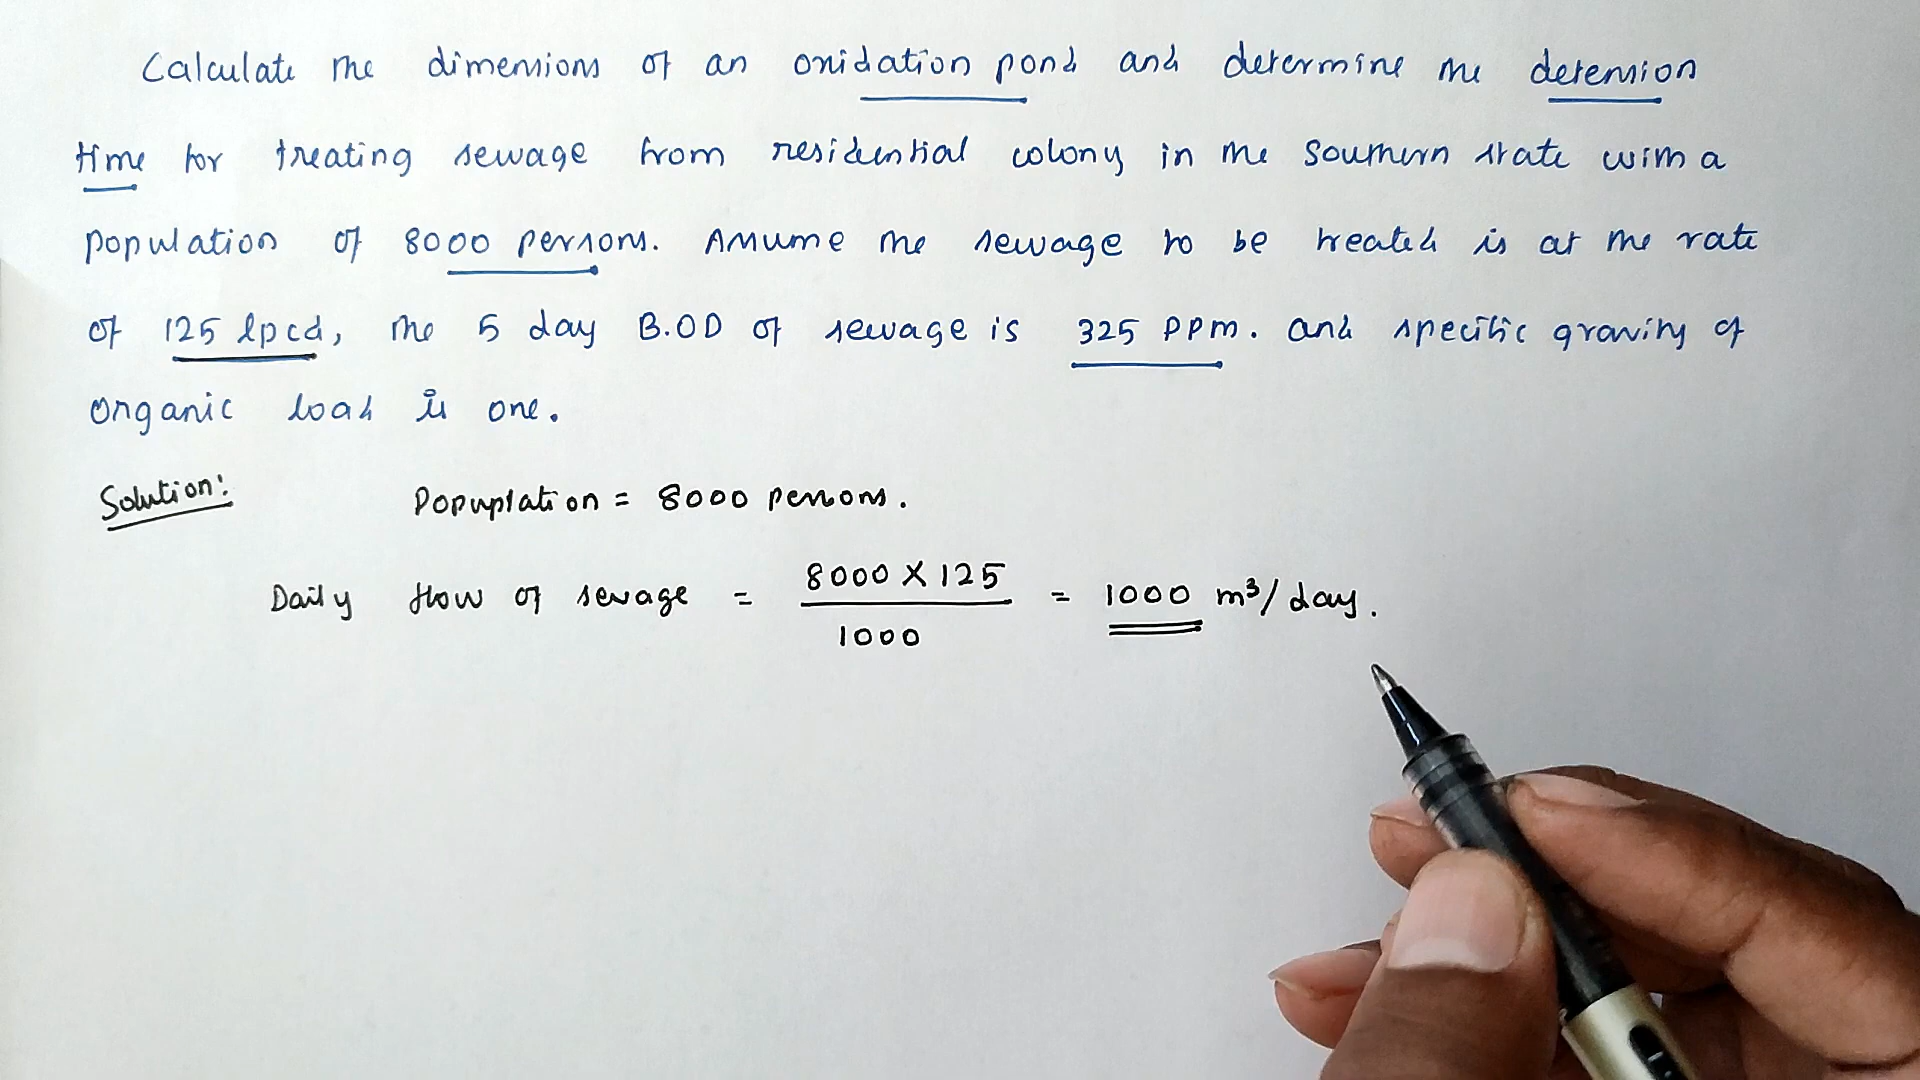 Calculate the dimensions of an oxidation pond and determine the detension
time for treating sewage from residential colony in the Southern state with a
population of 8000 persons. Assume the sewage to be treated is at the rate
of 125 lpcd, the 5 day B.OD of sewage is 325 PPm. and specific gravity of
organic load is one.
Solution:
Popuplation = 8000 persons.
Daily flow of sewage = 8000 X 125 / 1000 = 1000 m³/day.